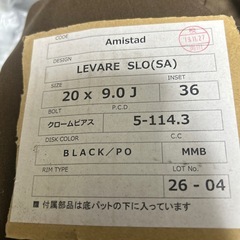 CODE
Amistad
DESIGN
LEVARE SLO(SA)
SIZE
INSET
20 x 9.0 J
36
BOLT
P.C.D.
クロームピアス
5-114.3
DISK COLOR
C.C
BLACK/PO
MMB
RIM TYPE
LOT No
26-04
■ 付属部品は底パットの下に入っています